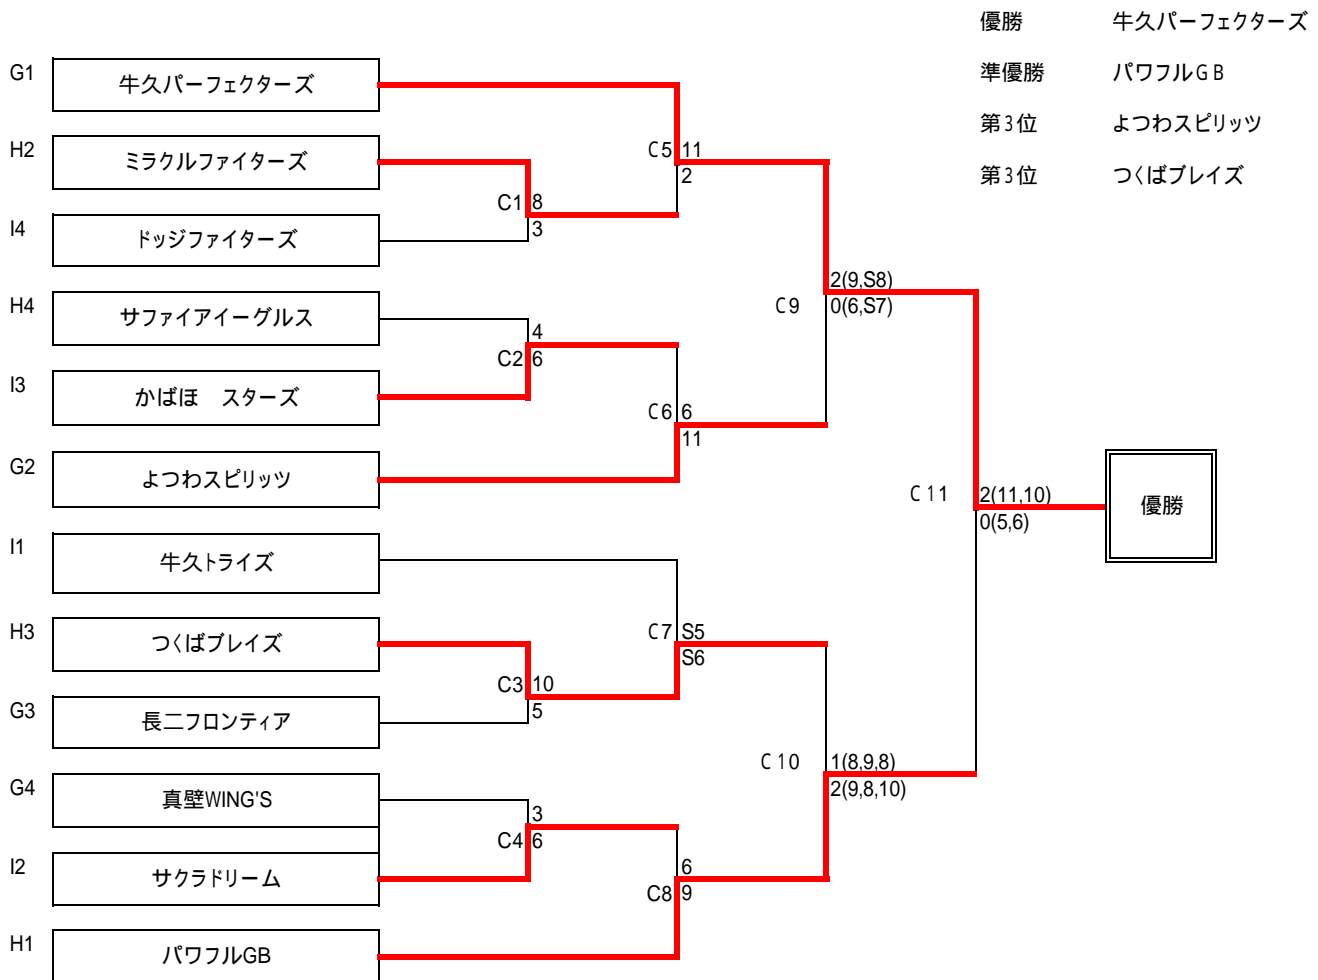 優勝 牛久パーフェクターズ
準優勝 パワフルGB
第3位 よつわスピリッツ
第3位 つくばブレイズ
G1 牛久パーフェクターズ
H2 ミラクルファイターズ
I4 ドッジファイターズ
H4 サファイアイーグルス
I3 かばほ　スターズ
G2 よつわスピリッツ
I1 牛久トライズ
H3 つくばブレイズ
G3 長二フロンティア
G4 真壁WING'S
I2 サクラドリーム
H1 パワフルGB
C1 8
3
C2 4
6
C3 10
5
C4 3
6
C5 11
2
C6 6
11
C7 S5
S6
C8 6
9
C9 2(9,S8)
0(6,S7)
C10 1(8,9,8)
2(9,8,10)
C11 2(11,10)
0(5,6)
優勝